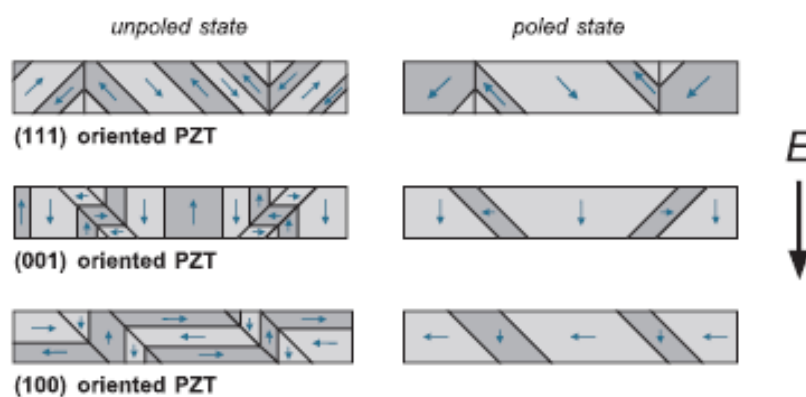 unpoled state
poled state
(111) oriented PZT
E
(001) oriented PZT
(100) oriented PZT